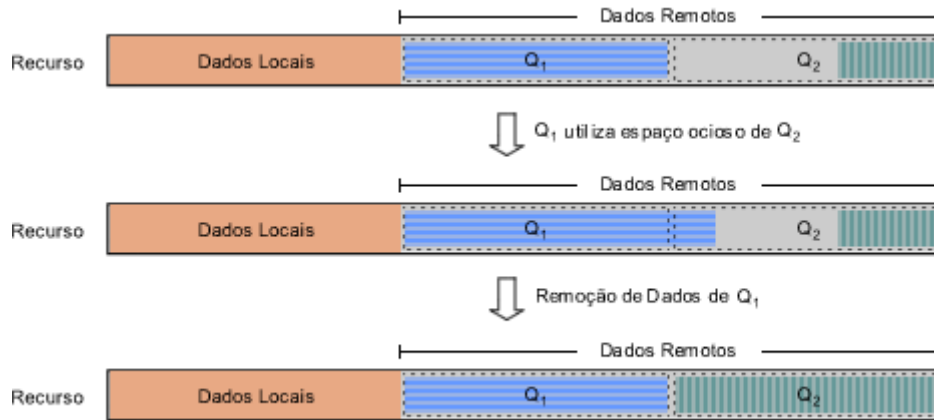 Dados Remotos
Recurso Dados Locais Q₁ Q₂
Q₁ utiliza espaço ocioso de Q₂
Dados Remotos
Recurso Dados Locais Q₁ Q₂
Remoção de Dados de Q₁
Dados Remotos
Recurso Dados Locais Q₁ Q₂